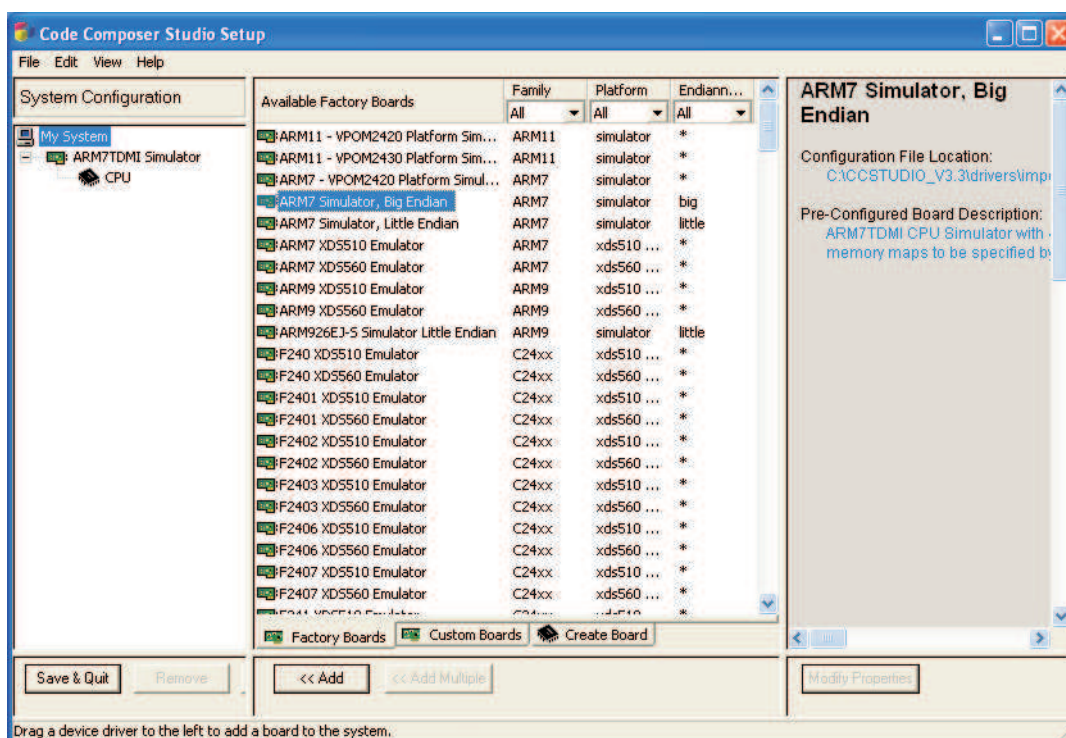 Code Composer Studio Setup
File Edit View Help
System Configuration
My System
ARM7TDMI Simulator
CPU
Available Factory Boards Family Platform Endiann...
All All All
ARM11 - VPOM2420 Platform Sim... ARM11 simulator *
ARM11 - VPOM2430 Platform Sim... ARM11 simulator *
ARM7 - VPOM2420 Platform Simul... ARM7 simulator *
ARM7 Simulator, Big Endian ARM7 simulator big
ARM7 Simulator, Little Endian ARM7 simulator little
ARM7 XDS510 Emulator ARM7 xds510 ... *
ARM7 XDS560 Emulator ARM7 xds560 ... *
ARM9 XDS510 Emulator ARM9 xds510 ... *
ARM9 XDS560 Emulator ARM9 xds560 ... *
ARM926EJ-S Simulator Little Endian ARM9 simulator little
F240 XDS510 Emulator C24xx xds510 ... *
F240 XDS560 Emulator C24xx xds560 ... *
F2401 XDS510 Emulator C24xx xds510 ... *
F2401 XDS560 Emulator C24xx xds560 ... *
F2402 XDS510 Emulator C24xx xds510 ... *
F2402 XDS560 Emulator C24xx xds560 ... *
F2403 XDS510 Emulator C24xx xds510 ... *
F2403 XDS560 Emulator C24xx xds560 ... *
F2406 XDS510 Emulator C24xx xds510 ... *
F2406 XDS560 Emulator C24xx xds560 ... *
F2407 XDS510 Emulator C24xx xds510 ... *
F2407 XDS560 Emulator C24xx xds560 ... *
Factory Boards Custom Boards Create Board
ARM7 Simulator, Big
Endian
Configuration File Location:
C:\CCSTUDIO_V3.3\drivers\imp
Pre-Configured Board Description:
ARM7TDMI CPU Simulator with
memory maps to be specified by
Save & Quit Remove << Add << Add Multiple Modify Properties
Drag a device driver to the left to add a board to the system.